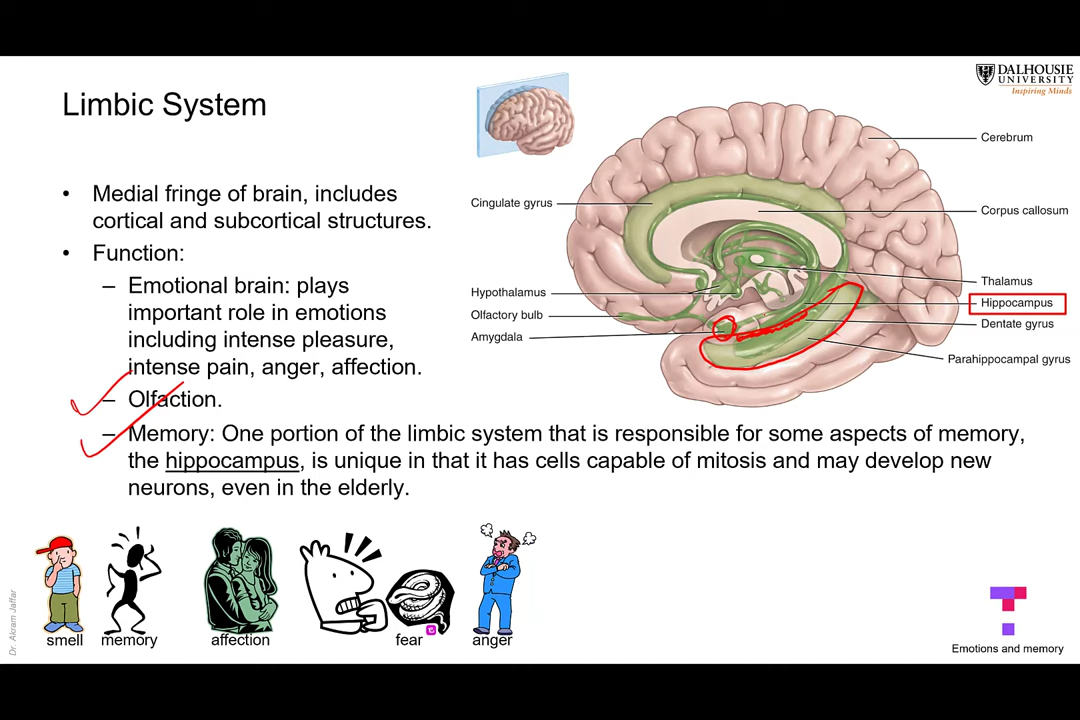 DALHOUSIE
UNIVERSITY
Inspiring Minds
Limbic System
• Medial fringe of brain, includes
cortical and subcortical structures.
• Function:
– Emotional brain: plays
important role in emotions
including intense pleasure,
intense pain, anger, affection.
– Olfaction.
– Memory: One portion of the limbic system that is responsible for some aspects of memory,
the hippocampus, is unique in that it has cells capable of mitosis and may develop new
neurons, even in the elderly.
Cingulate gyrus
Hypothalamus
Olfactory bulb
Amygdala
Cerebrum
Corpus callosum
Thalamus
Hippocampus
Dentate gyrus
Parahippocampal gyrus
smell
memory
affection
fear
anger
Emotions and memory
Dr. Akram Jaffar